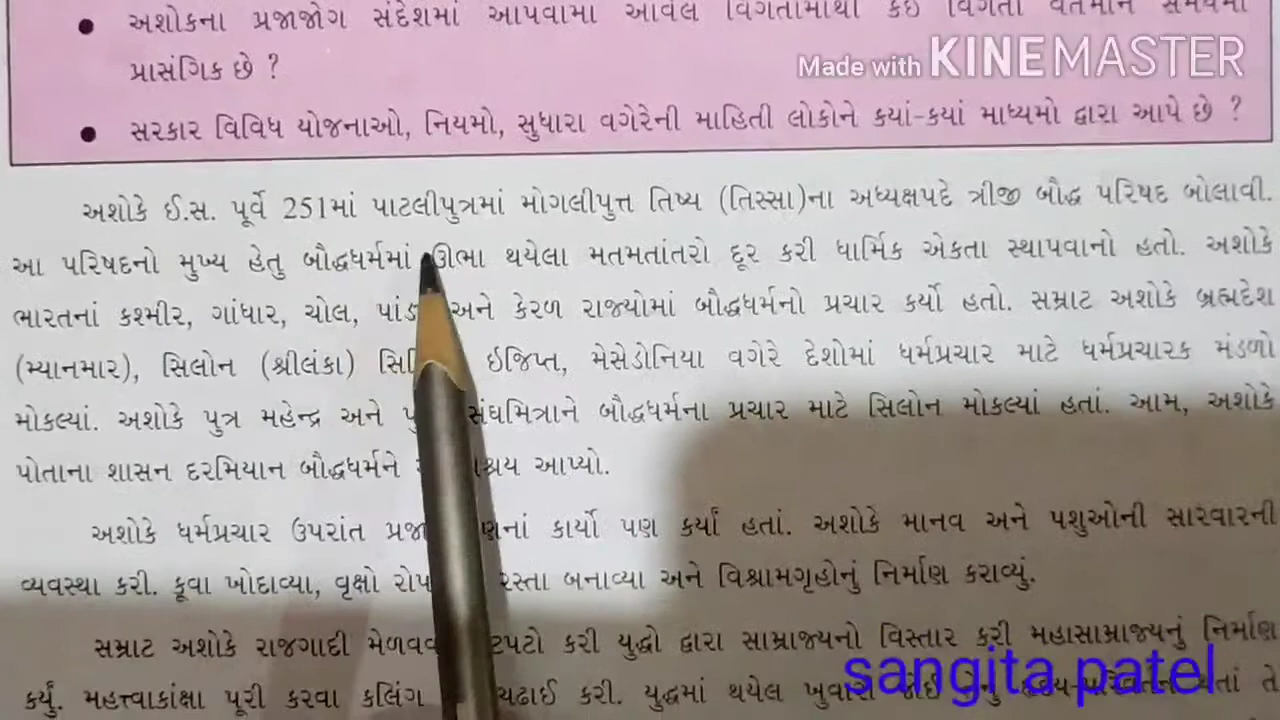 અશોકના પ્રજાજોગ સંદેશમાં આપવામાં આવેલ વિગતોમાંથી કઈ વિગતો વર્તમાન સમયમાં
પ્રાસંગિક છે ?
Made with KINEMASTER
સરકાર વિવિધ યોજનાઓ, નિયમો, સુધારા વગેરેની માહિતી લોકોને કયાં-કયાં માધ્યમો દ્વારા આપે છે ?
અશોકે ઈ.સ. પૂર્વે 251માં પાટલીપુત્રમાં મોગલીપુત્ત તિષ્ય (તિસ્સા)ના અધ્યક્ષપદે ત્રીજી બૌદ્ધ પરિષદ બોલાવી.
આ પરિષદનો મુખ્ય હેતુ બૌદ્ધધર્મમાં ઊભા થયેલા મતમતાંતરો દૂર કરી ધાર્મિક એકતા સ્થાપવાનો હતો. અશોકે
ભારતનાં કશ્મીર, ગાંધાર, ચોલ, અને કેરળ રાજ્યોમાં બૌદ્ધધર્મનો પ્રચાર કર્યો હતો. સમ્રાટ અશોકે બ્રહ્મદેશ
(મ્યાનમાર), સિલોન (શ્રીલંકા) ઇજિપ્ત, મેસેડોનિયા વગેરે દેશોમાં ધર્મપ્રચાર માટે ધર્મપ્રચારક મંડળો
મોકલ્યાં. અશોકે પુત્ર મહેન્દ્ર અને સંઘમિત્રાને બૌદ્ધધર્મના પ્રચાર માટે સિલોન મોકલ્યાં હતાં. આમ, અશોકે
પોતાના શાસન દરમિયાન બૌદ્ધધર્મને આપ્યો.
અશોકે ધર્મપ્રચાર ઉપરાંત કાર્યો પણ કર્યાં હતાં. અશોકે માનવ અને પશુઓની સારવારની
વ્યવસ્થા કરી. કૂવા ખોદાવ્યા, વૃક્ષો રસ્તા બનાવ્યા અને વિશ્રામગૃહોનું નિર્માણ કરાવ્યું.
સમ્રાટ અશોકે રાજગાદી કરી યુદ્ધો દ્વારા સામ્રાજ્યનો વિસ્તાર કરી મહાસામ્રાજ્યનું નિર્માણ
કર્યું. મહત્ત્વાકાંક્ષા પૂરી કરવા કલિંગ ચઢાઈ કરી. યુદ્ધમાં થયેલ તે
sangita patel